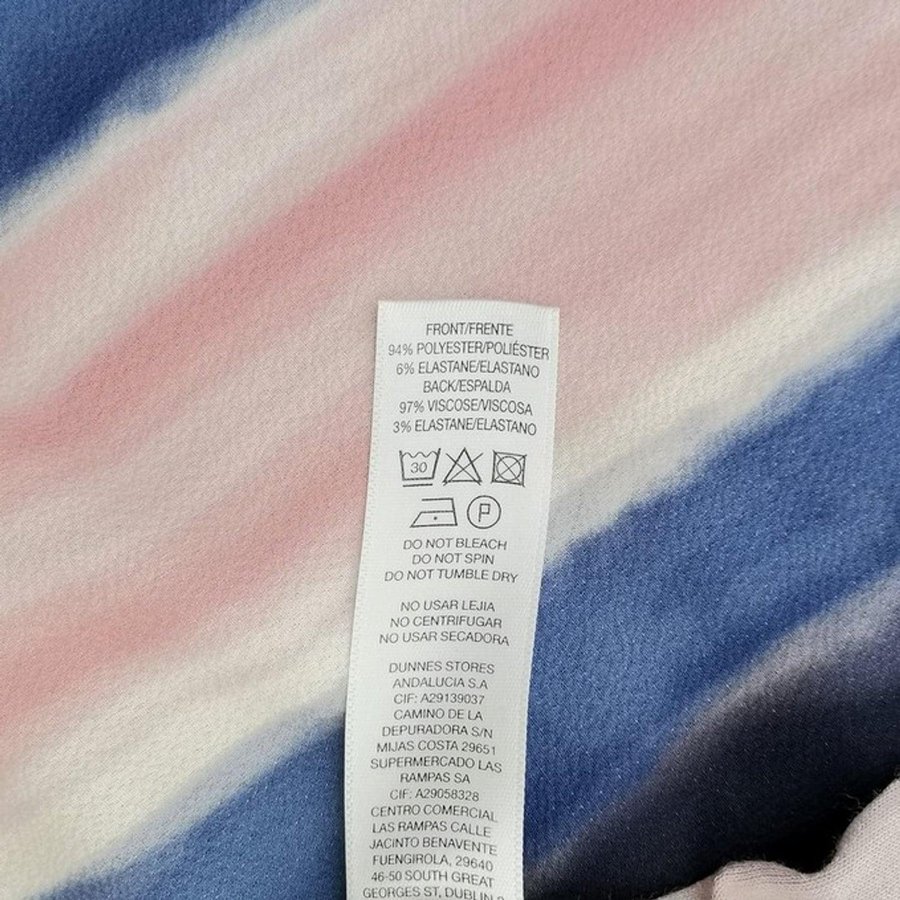 FRONT/FRENTE
94% POLYESTER/POLIÉSTER
6% ELASTANE/ELASTANO
BACK/ESPALDA
97% VISCOSE/VISCOSA
3% ELASTANE/ELASTANO
30
P
DO NOT BLEACH
DO NOT SPIN
DO NOT TUMBLE DRY
NO USAR LEJIA
NO CENTRIFUGAR
NO USAR SECADORA
DUNNES STORES
ANDALUCIA S.A
CIF: A29139037
CAMINO DE LA
DEPURADORA S/N
MIJAS COSTA 29651
SUPERMERCADO LAS
RAMPAS SA
CIF: A29058328
CENTRO COMERCIAL
LAS RAMPAS CALLE
JACINTO BENAVENTE
FUENGIROLA, 29640
46-50 SOUTH GREAT
GEORGES ST, DUBLIN